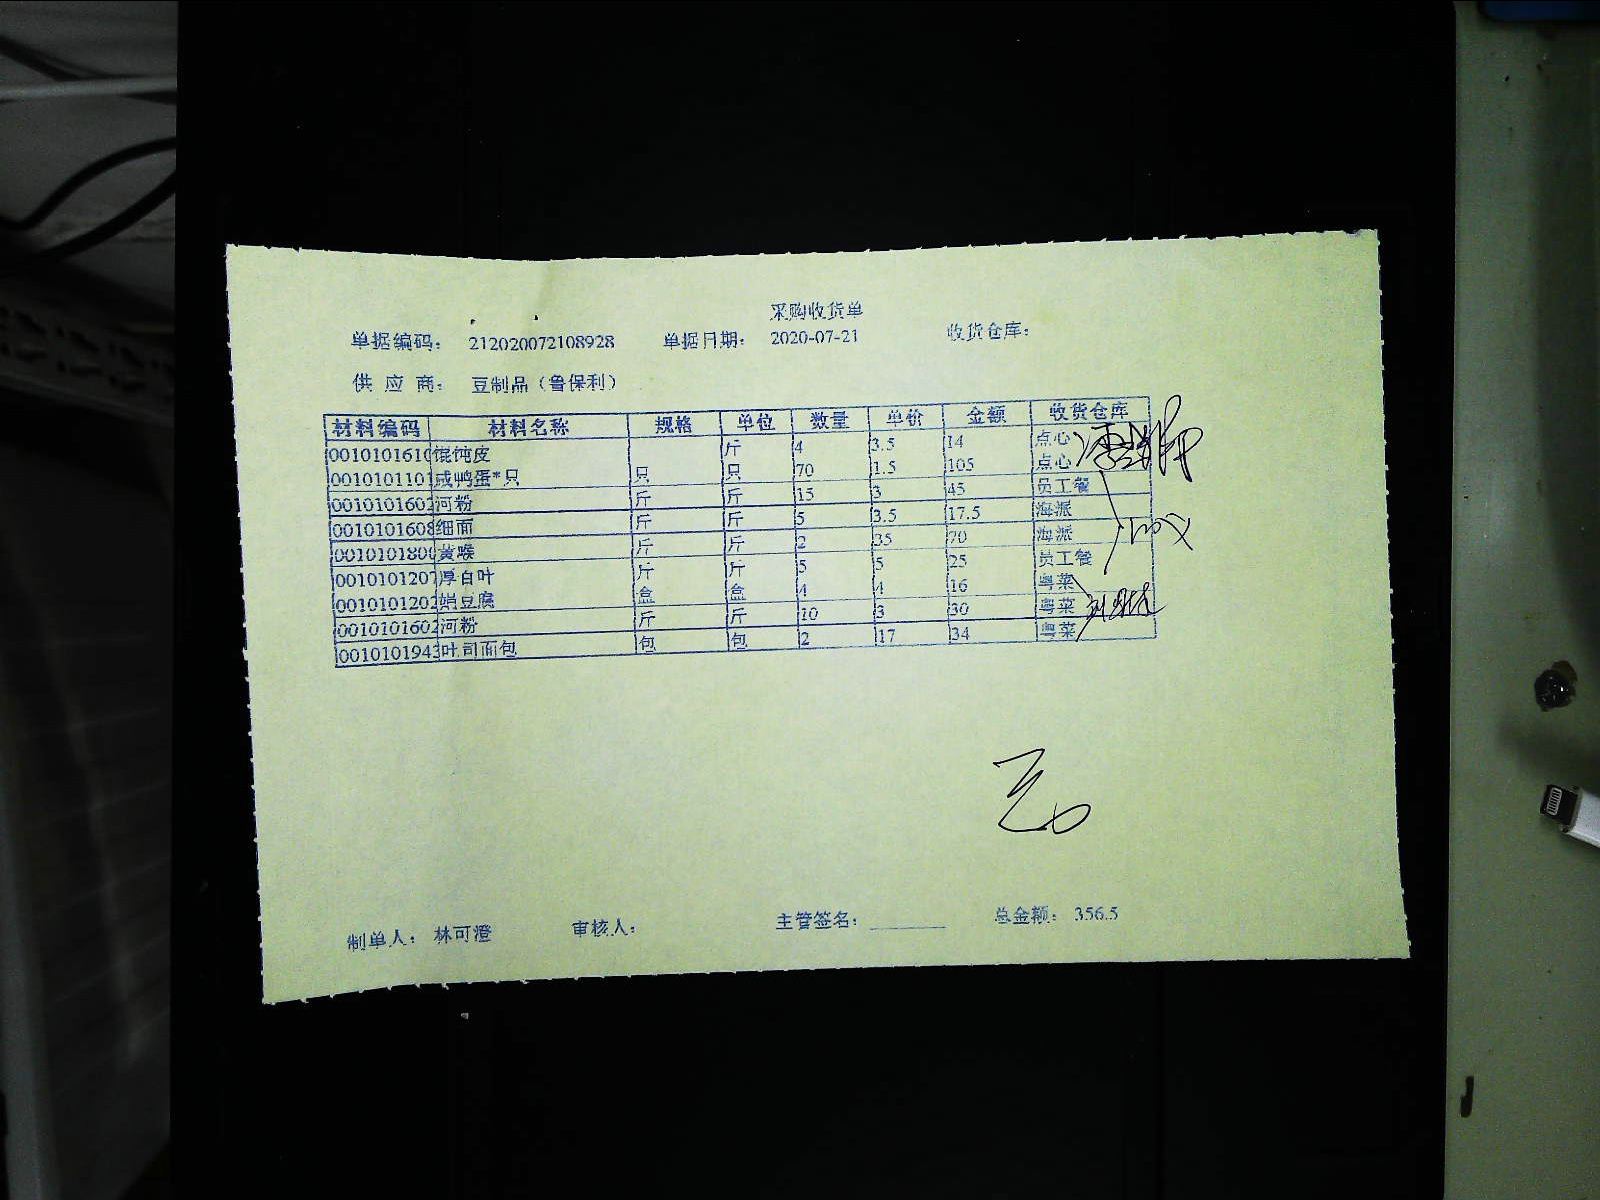 采购收货单
单据编码： 212020072108928 单据日期： 2020-07-21 收货仓库：
供 应 商： 豆制品（鲁保利）
材料编码 材料名称 规格 单位 数量 单价 金额 收货仓库
0010101610 馄饨皮 斤 4 3.5 14 点心
0010101101 咸鸭蛋*只 只 只 70 1.5 105 点心
0010101602 河粉 斤 斤 15 3 45 员工餐
0010101608 细面 斤 斤 5 3.5 17.5 海派
0010101800 黄喉 斤 斤 2 35 70 海派
0010101207 厚百叶 斤 斤 5 5 25 员工餐
0010101202 绢豆腐 盒 盒 4 4 16 粤菜
0010101602 河粉 斤 斤 10 3 30 粤菜
0010101943 吐司面包 包 包 2 17 34 粤菜
制单人： 林可澄 审核人： 主管签名： 总金额： 356.5